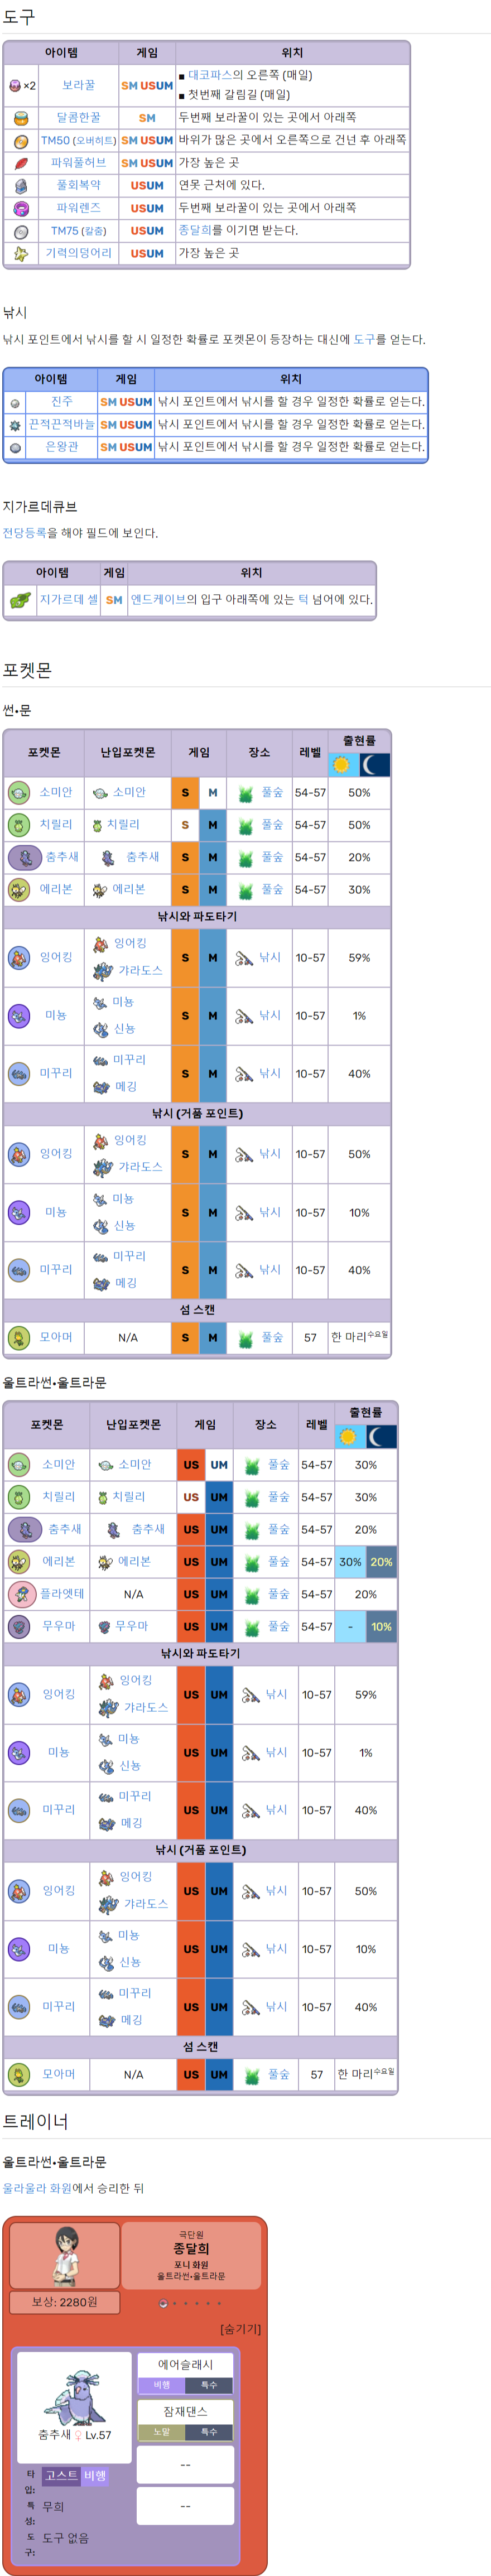 도구
아이템 게임 위치
×2 보라꿀 SM USUM ■ 대코파스의 오른쪽 (매일)
■ 첫번째 갈림길 (매일)
달콤한꿀 SM 두번째 보라꿀이 있는 곳에서 아래쪽
TM50 (오버히트) SM USUM 바위가 많은 곳에서 오른쪽으로 건넌 후 아래쪽
파워풀허브 SM USUM 가장 높은 곳
풀회복약 USUM 연못 근처에 있다.
파워렌즈 USUM 두번째 보라꿀이 있는 곳에서 아래쪽
TM75 (칼춤) USUM 종달희를 이기면 받는다.
기력의덩어리 USUM 가장 높은 곳
낚시
낚시 포인트에서 낚시를 할 시 일정한 확률로 포켓몬이 등장하는 대신에 도구를 얻는다.
아이템 게임 위치
진주 SM USUM 낚시 포인트에서 낚시를 할 경우 일정한 확률로 얻는다.
끈적끈적바늘 SM USUM 낚시 포인트에서 낚시를 할 경우 일정한 확률로 얻는다.
은왕관 SM USUM 낚시 포인트에서 낚시를 할 경우 일정한 확률로 얻는다.
지가르데큐브
전당등록을 해야 필드에 보인다.
아이템 게임 위치
지가르데 셀 SM 엔드케이브의 입구 아래쪽에 있는 턱 넘어에 있다.
포켓몬
썬•문
포켓몬 난입포켓몬 게임 장소 레벨 출현률
소미안 소미안 S M 풀숲 54-57 50%
치릴리 치릴리 S M 풀숲 54-57 50%
춤추새 춤추새 S M 풀숲 54-57 20%
에리본 에리본 S M 풀숲 54-57 30%
낚시와 파도타기
잉어킹 잉어킹 갸라도스 S M 낚시 10-57 59%
미뇽 미뇽 신뇽 S M 낚시 10-57 1%
미꾸리 미꾸리 메깅 S M 낚시 10-57 40%
낚시 (거품 포인트)
잉어킹 잉어킹 갸라도스 S M 낚시 10-57 50%
미뇽 미뇽 신뇽 S M 낚시 10-57 10%
미꾸리 미꾸리 메깅 S M 낚시 10-57 40%
섬 스캔
모아머 N/A S M 풀숲 57 한 마리수요일
울트라썬•울트라문
포켓몬 난입포켓몬 게임 장소 레벨 출현률
소미안 소미안 US UM 풀숲 54-57 30%
치릴리 치릴리 US UM 풀숲 54-57 30%
춤추새 춤추새 US UM 풀숲 54-57 20%
에리본 에리본 US UM 풀숲 54-57 30% 20%
플라엣테 N/A US UM 풀숲 54-57 20%
무우마 무우마 US UM 풀숲 54-57 - 10%
낚시와 파도타기
잉어킹 잉어킹 갸라도스 US UM 낚시 10-57 59%
미뇽 미뇽 신뇽 US UM 낚시 10-57 1%
미꾸리 미꾸리 메깅 US UM 낚시 10-57 40%
낚시 (거품 포인트)
잉어킹 잉어킹 갸라도스 US UM 낚시 10-57 50%
미뇽 미뇽 신뇽 US UM 낚시 10-57 10%
미꾸리 미꾸리 메깅 US UM 낚시 10-57 40%
섬 스캔
모아머 N/A US UM 풀숲 57 한 마리수요일
트레이너
울트라썬•울트라문
울라울라 화원에서 승리한 뒤
극단원
종달희
포니 화원
울트라썬•울트라문
보상: 2280원
[숨기기]
에어슬래시
비행 특수
잠재댄스
노말 특수
춤추새♀ Lv.57
--
--
타입: 고스트 비행
특성: 무희
도구: 도구 없음